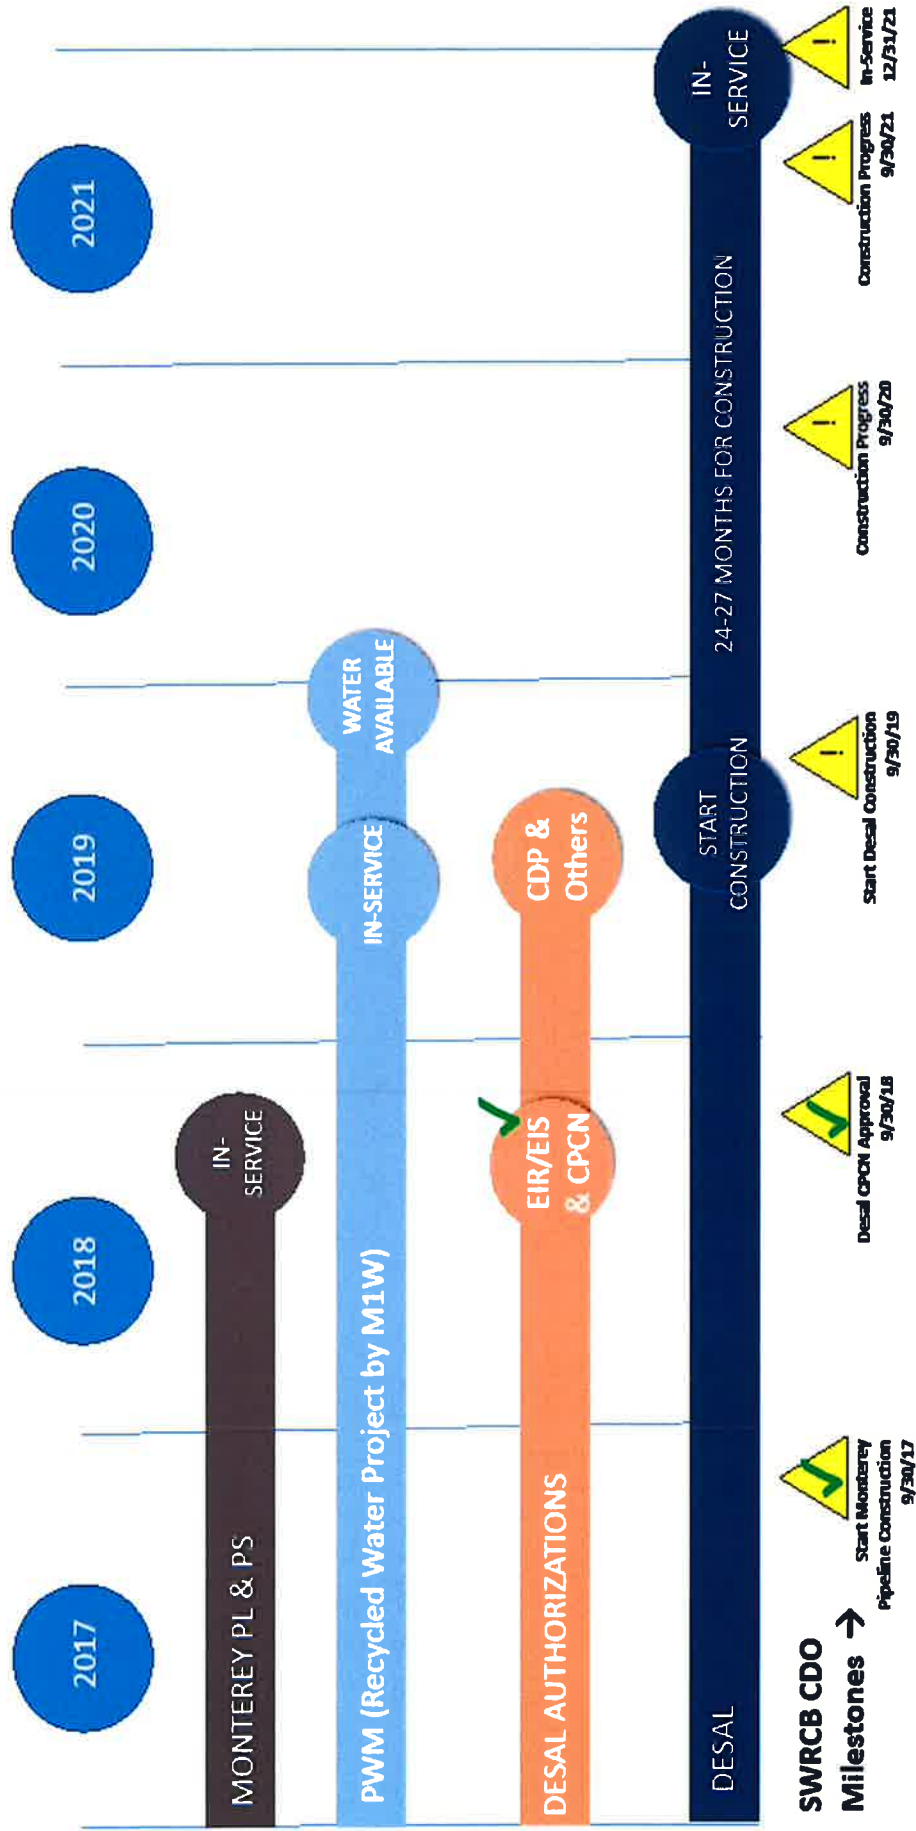 2017
2018
2019
2020
2021
MONTEREY PL & PS
IN-
SERVICE
PWM (Recycled Water Project by M1W)
IN-SERVICE
WATER
AVAILABLE
DESAL AUTHORIZATIONS
EIR/EIS
& CPCN
CDP &
Others
DESAL
START
CONSTRUCTION
24-27 MONTHS FOR CONSTRUCTION
IN-
SERVICE
SWRCB CDO
Milestones →
Start Monterey
Pipeline Construction
9/30/17
Desal CPCN Approval
9/30/18
!
Start Desal Construction
9/30/19
!
Construction Progress
9/30/20
!
Construction Progress
9/30/21
!
In-Service
12/31/21